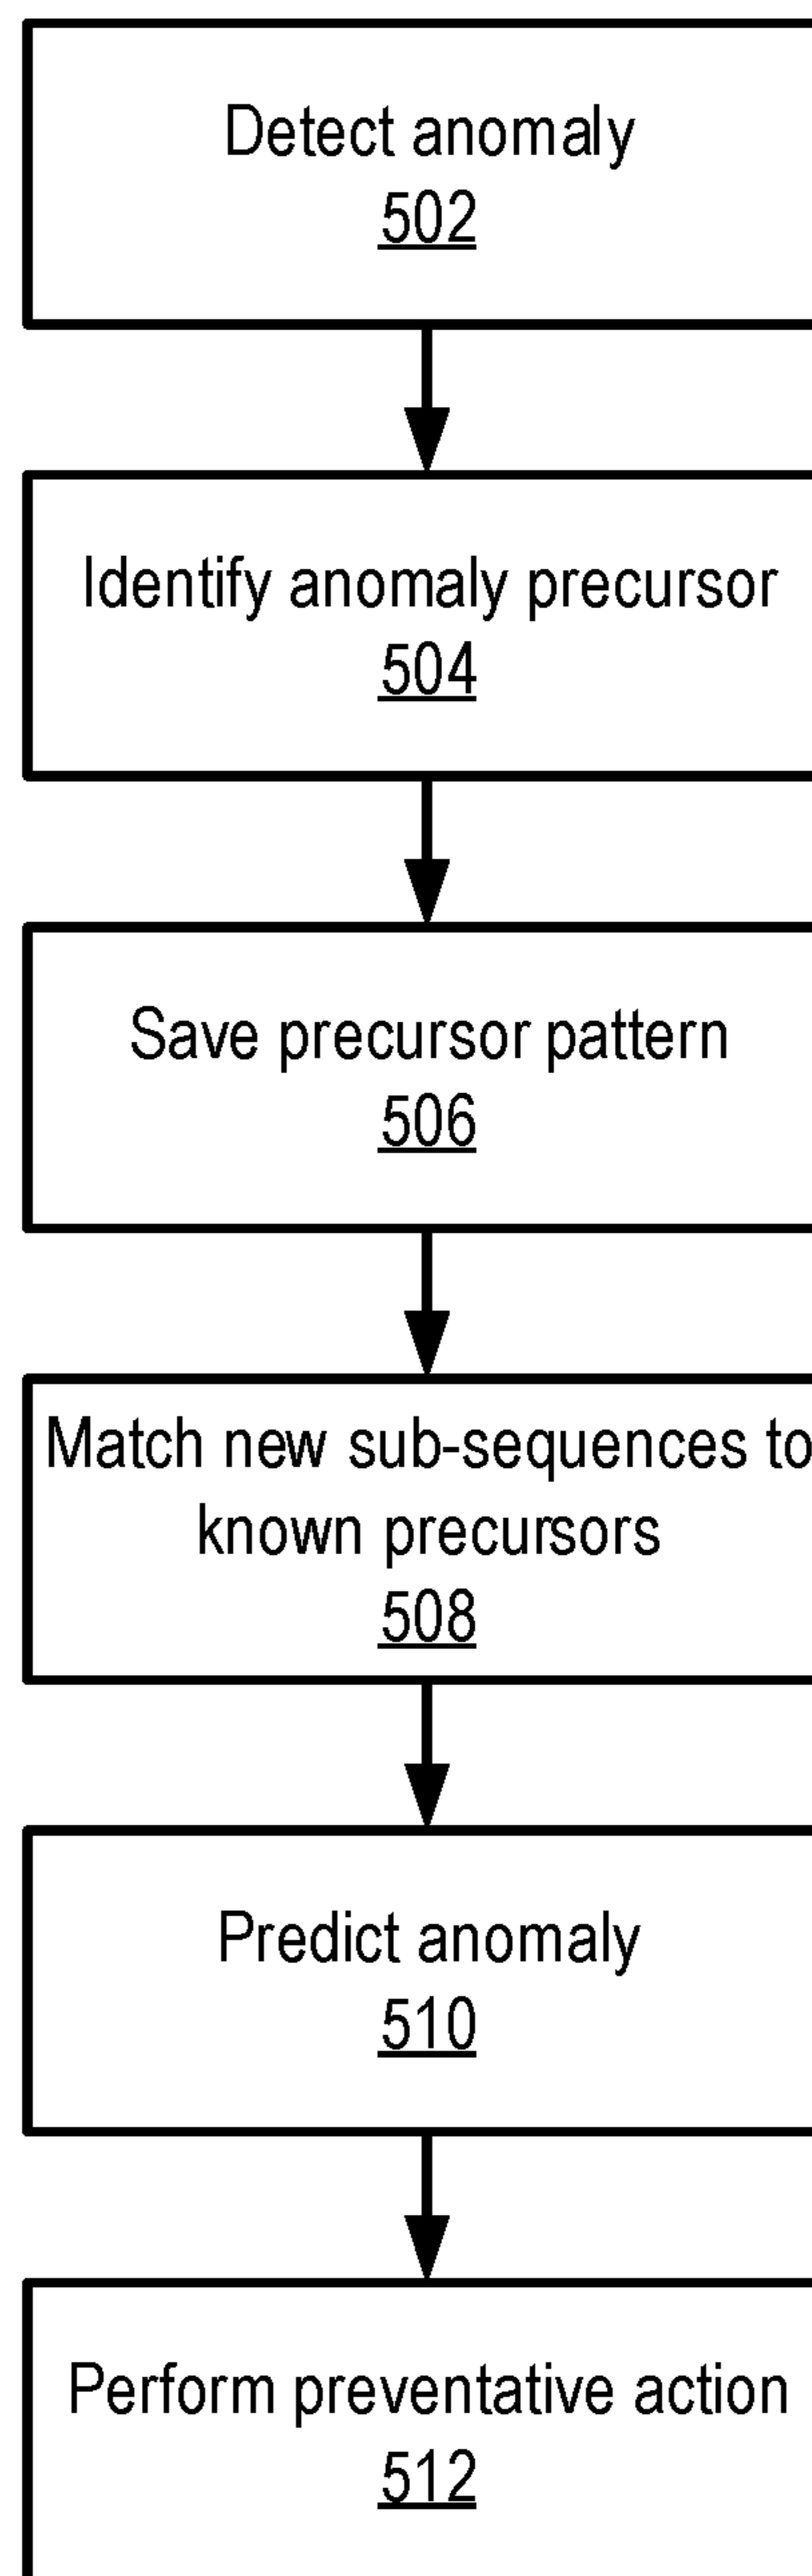 Detect anomaly
502
Identify anomaly precursor
504
Save precursor pattern
506
Match new sub-sequences to
known precursors
508
Predict anomaly
510
Perform preventative action
512